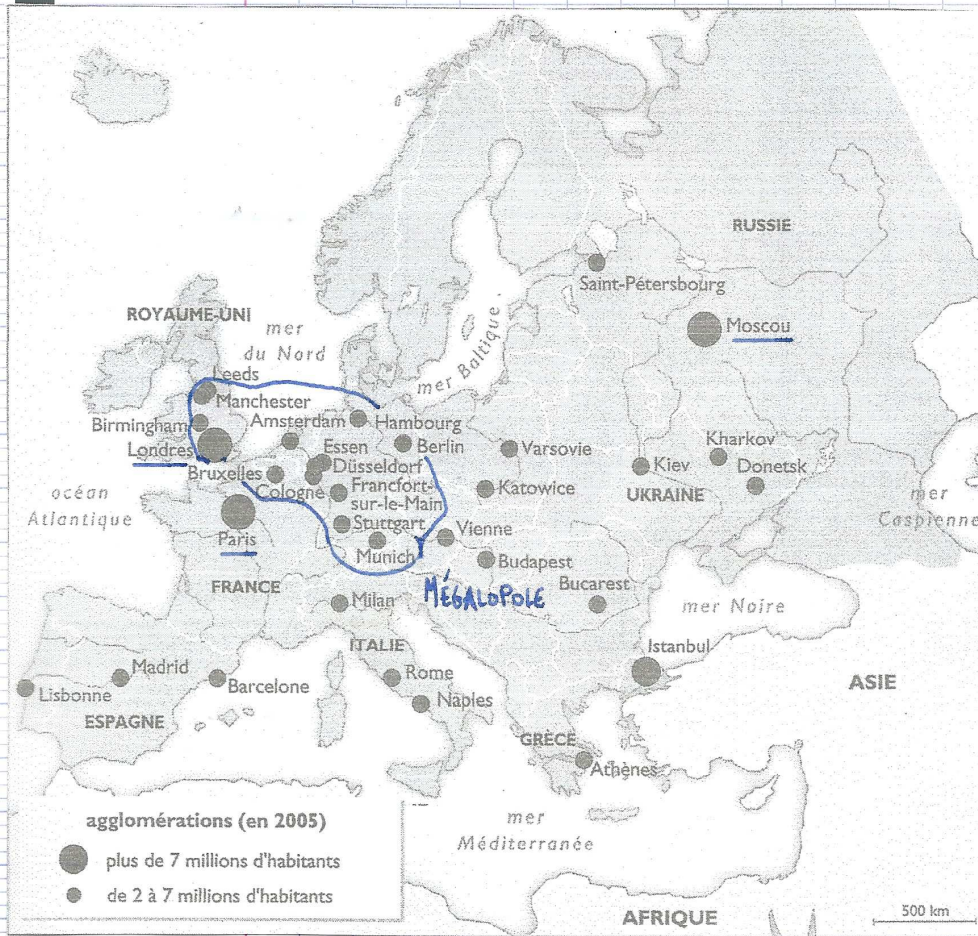 RUSSIE
Saint-Pétersbourg
ROYAUME-UNI
mer
du Nord
mer Baltique
Moscou
Leeds
Manchester
Birmingham
Amsterdam
Hambourg
Londres
Essen
Berlin
Varsovie
Kharkov
Bruxelles
Düsseldorf
Kiev
Donetsk
Cologne
Francfort-
sur-le-Main
Katowice
UKRAINE
océan
Atlantique
mer
Caspienne
Stuttgart
Vienne
Paris
Munich
Budapest
FRANCE
Bucarest
MÉGALOPOLE
Milan
mer Noire
ITALIE
Istanbul
Madrid
Rome
Barcelone
ASIE
Lisbonne
Naples
ESPAGNE
GRÈCE
Athènes
mer
Méditerranée
agglomérations (en 2005)
plus de 7 millions d'habitants
de 2 à 7 millions d'habitants
AFRIQUE
500 km